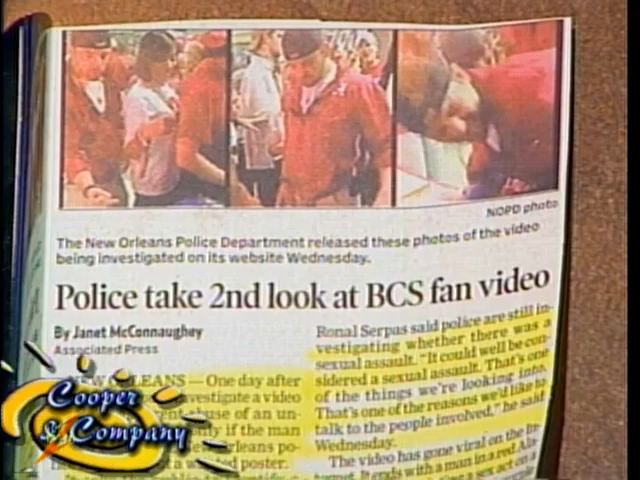 NOPD photo
The New Orleans Police Department released these photos of the video
being investigated on its website Wednesday.
Police take 2nd look at BCS fan video
By Janet McConnaughey
Associated Press
NEW ORLEANS — One day after
investigate a video
of an un-
if the man
Orleans po-
poster.
Ronal Serpas said police are still in-
vestigating whether there was a
sexual assault. "It could well be con-
sidered a sexual assault. That's one
of the things we're looking into.
That's one of the reasons we'd like to
talk to the people involved," he said
Wednesday.
The video has gone viral on the In-
ends with a man in a red
a sex act on a
Cooper
& Company